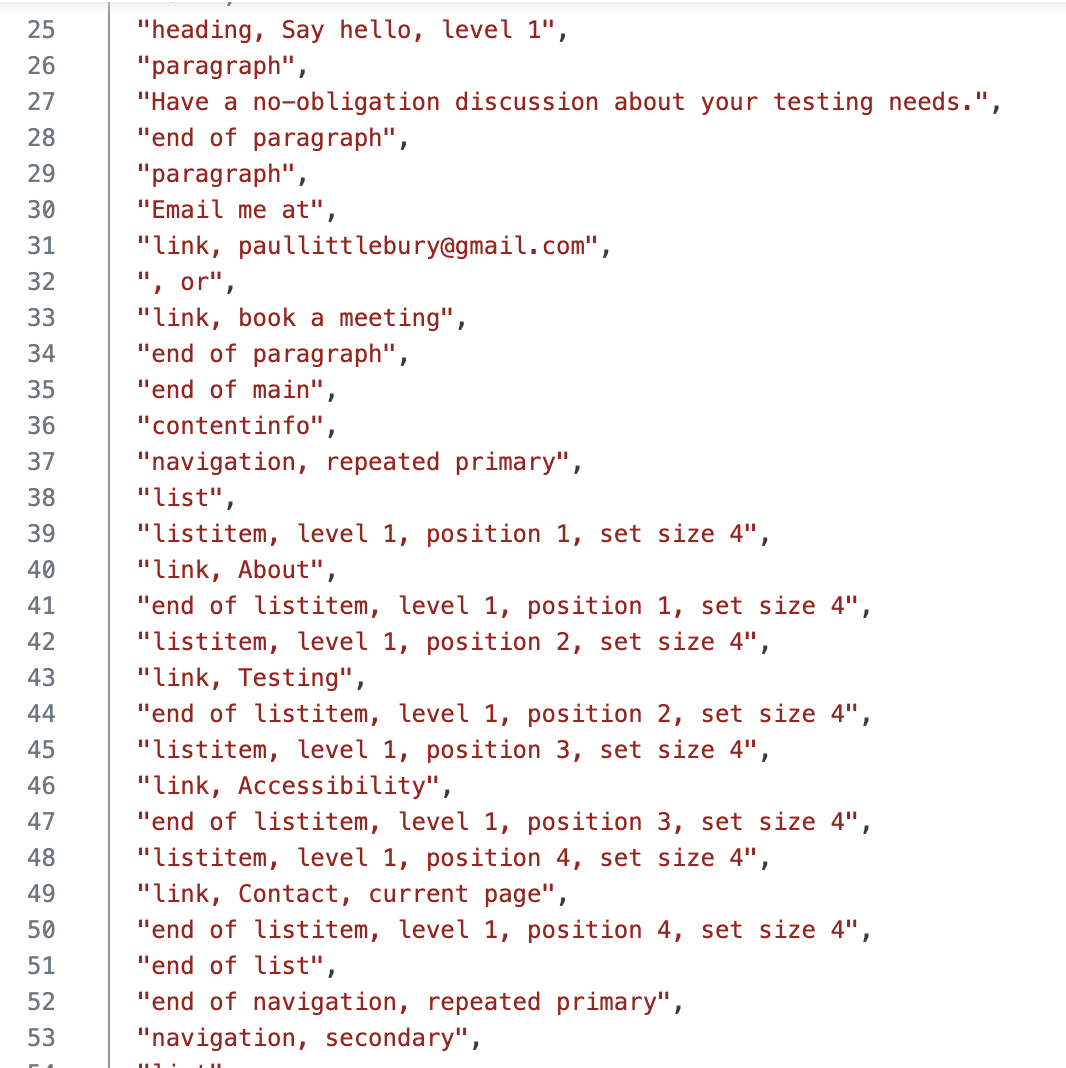 25 "heading, Say hello, level 1",
26 "paragraph",
27 "Have a no-obligation discussion about your testing needs.",
28 "end of paragraph",
29 "paragraph",
30 "Email me at",
31 "link, paullittlebury@gmail.com",
32 ", or",
33 "link, book a meeting",
34 "end of paragraph",
35 "end of main",
36 "contentinfo",
37 "navigation, repeated primary",
38 "list",
39 "listitem, level 1, position 1, set size 4",
40 "link, About",
41 "end of listitem, level 1, position 1, set size 4",
42 "listitem, level 1, position 2, set size 4",
43 "link, Testing",
44 "end of listitem, level 1, position 2, set size 4",
45 "listitem, level 1, position 3, set size 4",
46 "link, Accessibility",
47 "end of listitem, level 1, position 3, set size 4",
48 "listitem, level 1, position 4, set size 4",
49 "link, Contact, current page",
50 "end of listitem, level 1, position 4, set size 4",
51 "end of list",
52 "end of navigation, repeated primary",
53 "navigation, secondary",